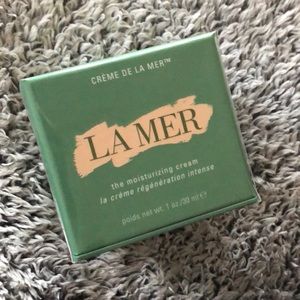 CRÈME DE LA MER™
LA MER
the moisturizing cream
la crème régénération intense
poids net wt. 1 oz/30 ml ℮